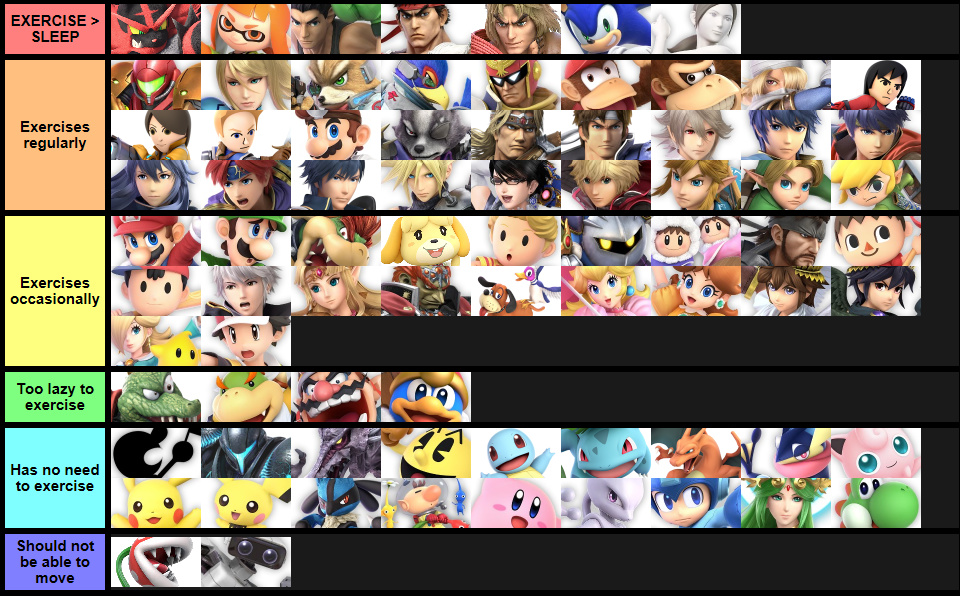 EXERCISE >
SLEEP
Exercises
regularly
Exercises
occasionally
Too lazy to
exercise
Has no need
to exercise
Should not
be able to
move